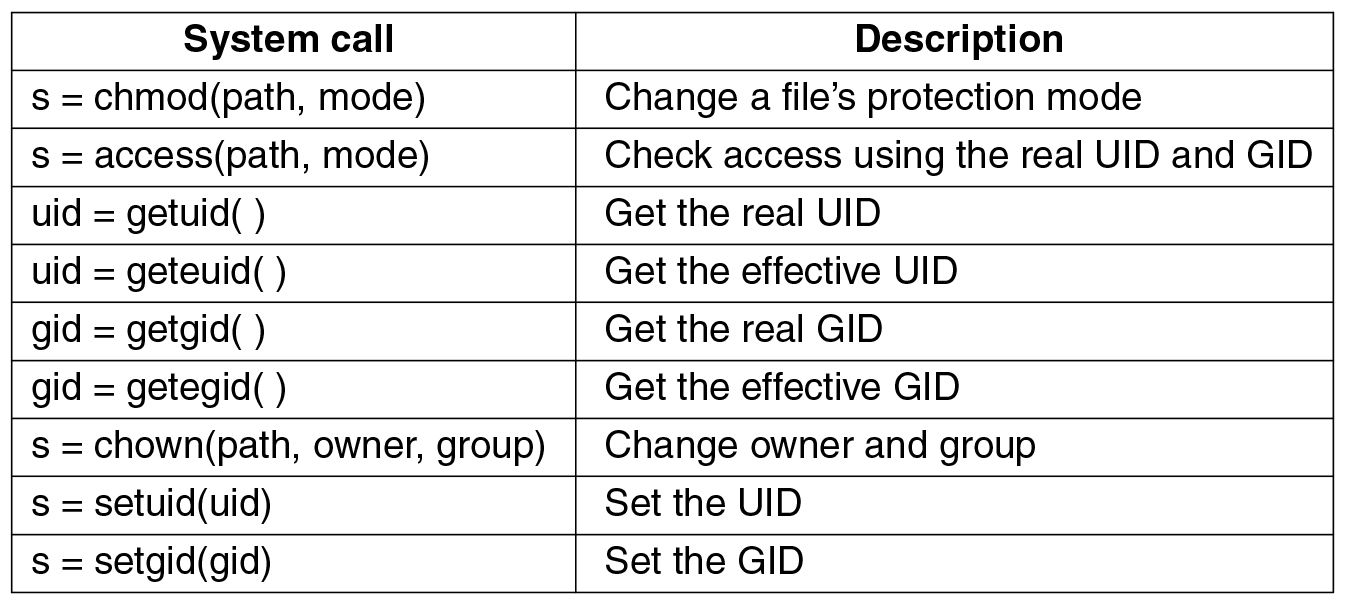 System call Description
s = chmod(path, mode) Change a file’s protection mode
s = access(path, mode) Check access using the real UID and GID
uid = getuid( ) Get the real UID
uid = geteuid( ) Get the effective UID
gid = getgid( ) Get the real GID
gid = getegid( ) Get the effective GID
s = chown(path, owner, group) Change owner and group
s = setuid(uid) Set the UID
s = setgid(gid) Set the GID